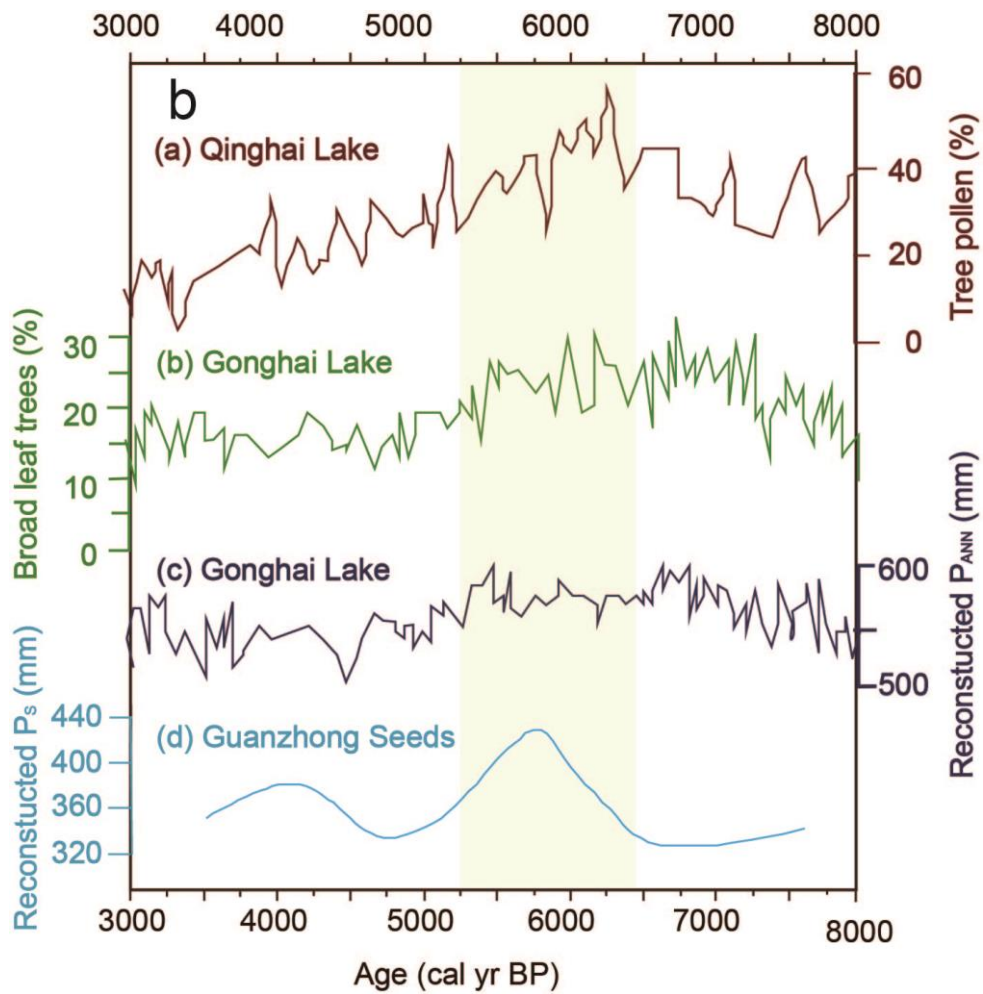 3000 4000 5000 6000 7000 8000
b
(a) Qinghai Lake
60
40
20
0
Tree pollen (%)
Broad leaf trees (%)
30
20
10
0
(b) Gonghai Lake
(c) Gonghai Lake
600
500
Reconstucted PANN (mm)
Reconstucted Ps (mm)
440
400
360
320
(d) Guanzhong Seeds
3000 4000 5000 6000 7000 8000
Age (cal yr BP)